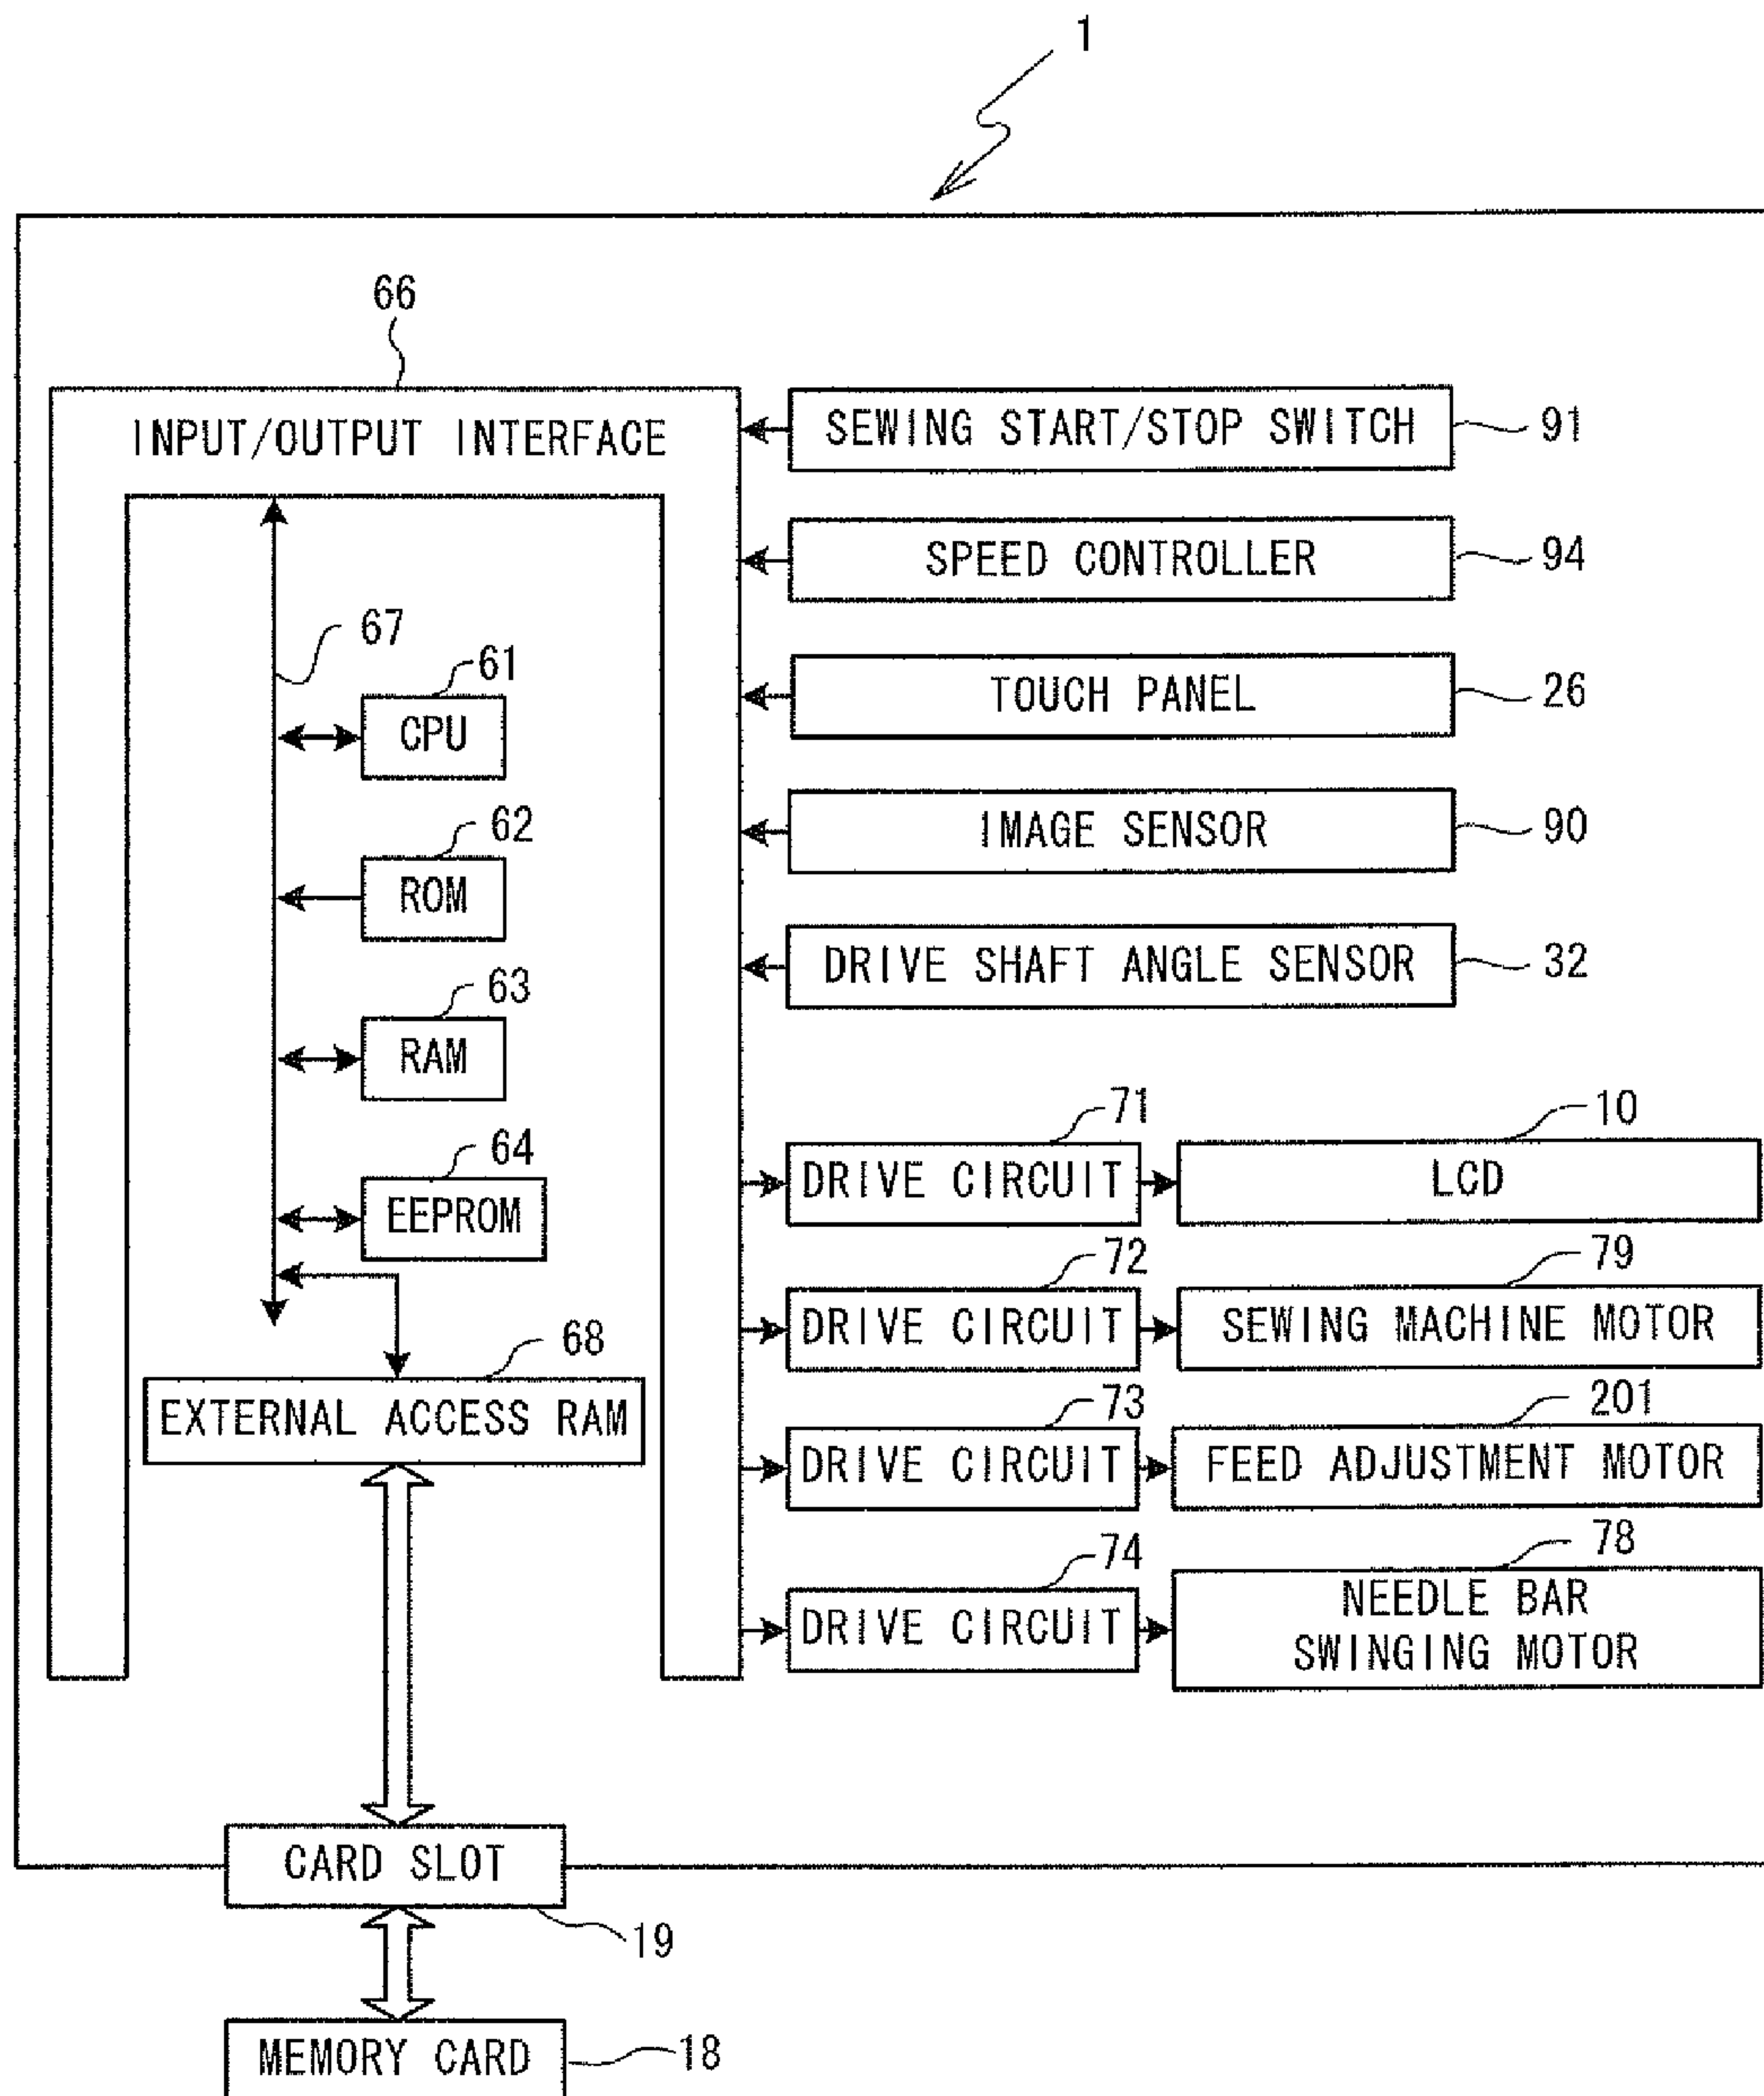 1
66
INPUT/OUTPUT INTERFACE
SEWING START/STOP SWITCH
91
SPEED CONTROLLER
94
67
61
CPU
TOUCH PANEL
26
62
ROM
IMAGE SENSOR
90
63
RAM
DRIVE SHAFT ANGLE SENSOR
32
64
EEPROM
71
DRIVE CIRCUIT
10
LCD
72
DRIVE CIRCUIT
79
SEWING MACHINE MOTOR
68
EXTERNAL ACCESS RAM
73
DRIVE CIRCUIT
201
FEED ADJUSTMENT MOTOR
74
DRIVE CIRCUIT
78
NEEDLE BAR
SWINGING MOTOR
CARD SLOT
19
MEMORY CARD
18